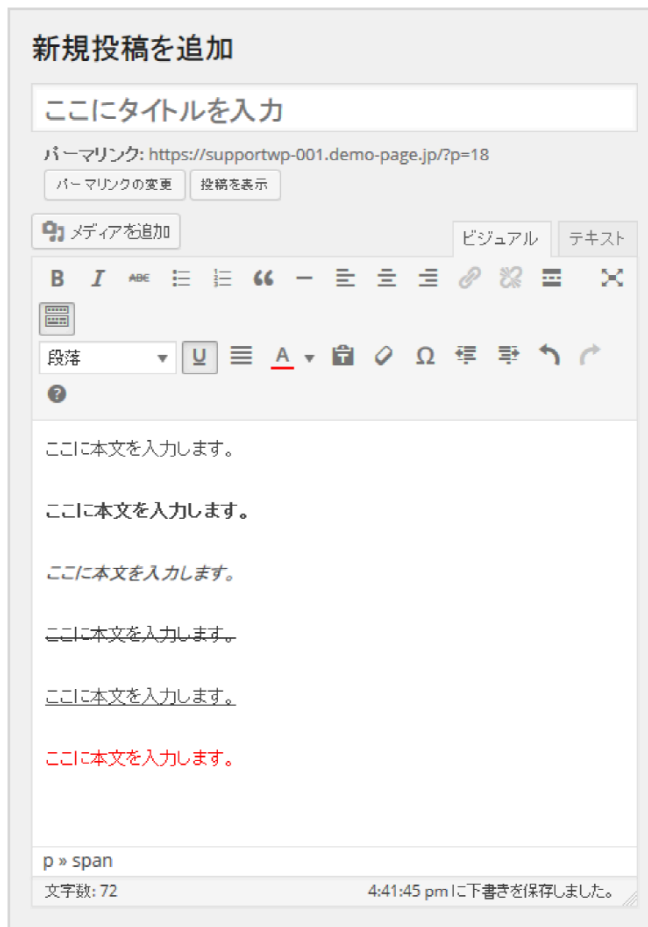 新規投稿を追加
ここにタイトルを入力
パーマリンク: https://supportwp-001.demo-page.jp/?p=18
パーマリンクの変更 投稿を表示
メディアを追加 ビジュアル テキスト
B I ABE
段落 U A T Ω
ここに本文を入力します。
ここに本文を入力します。
ここに本文を入力します。
ここに本文を入力します。
ここに本文を入力します。
ここに本文を入力します。
p » span
文字数: 72 4:41:45 pm に下書きを保存しました。